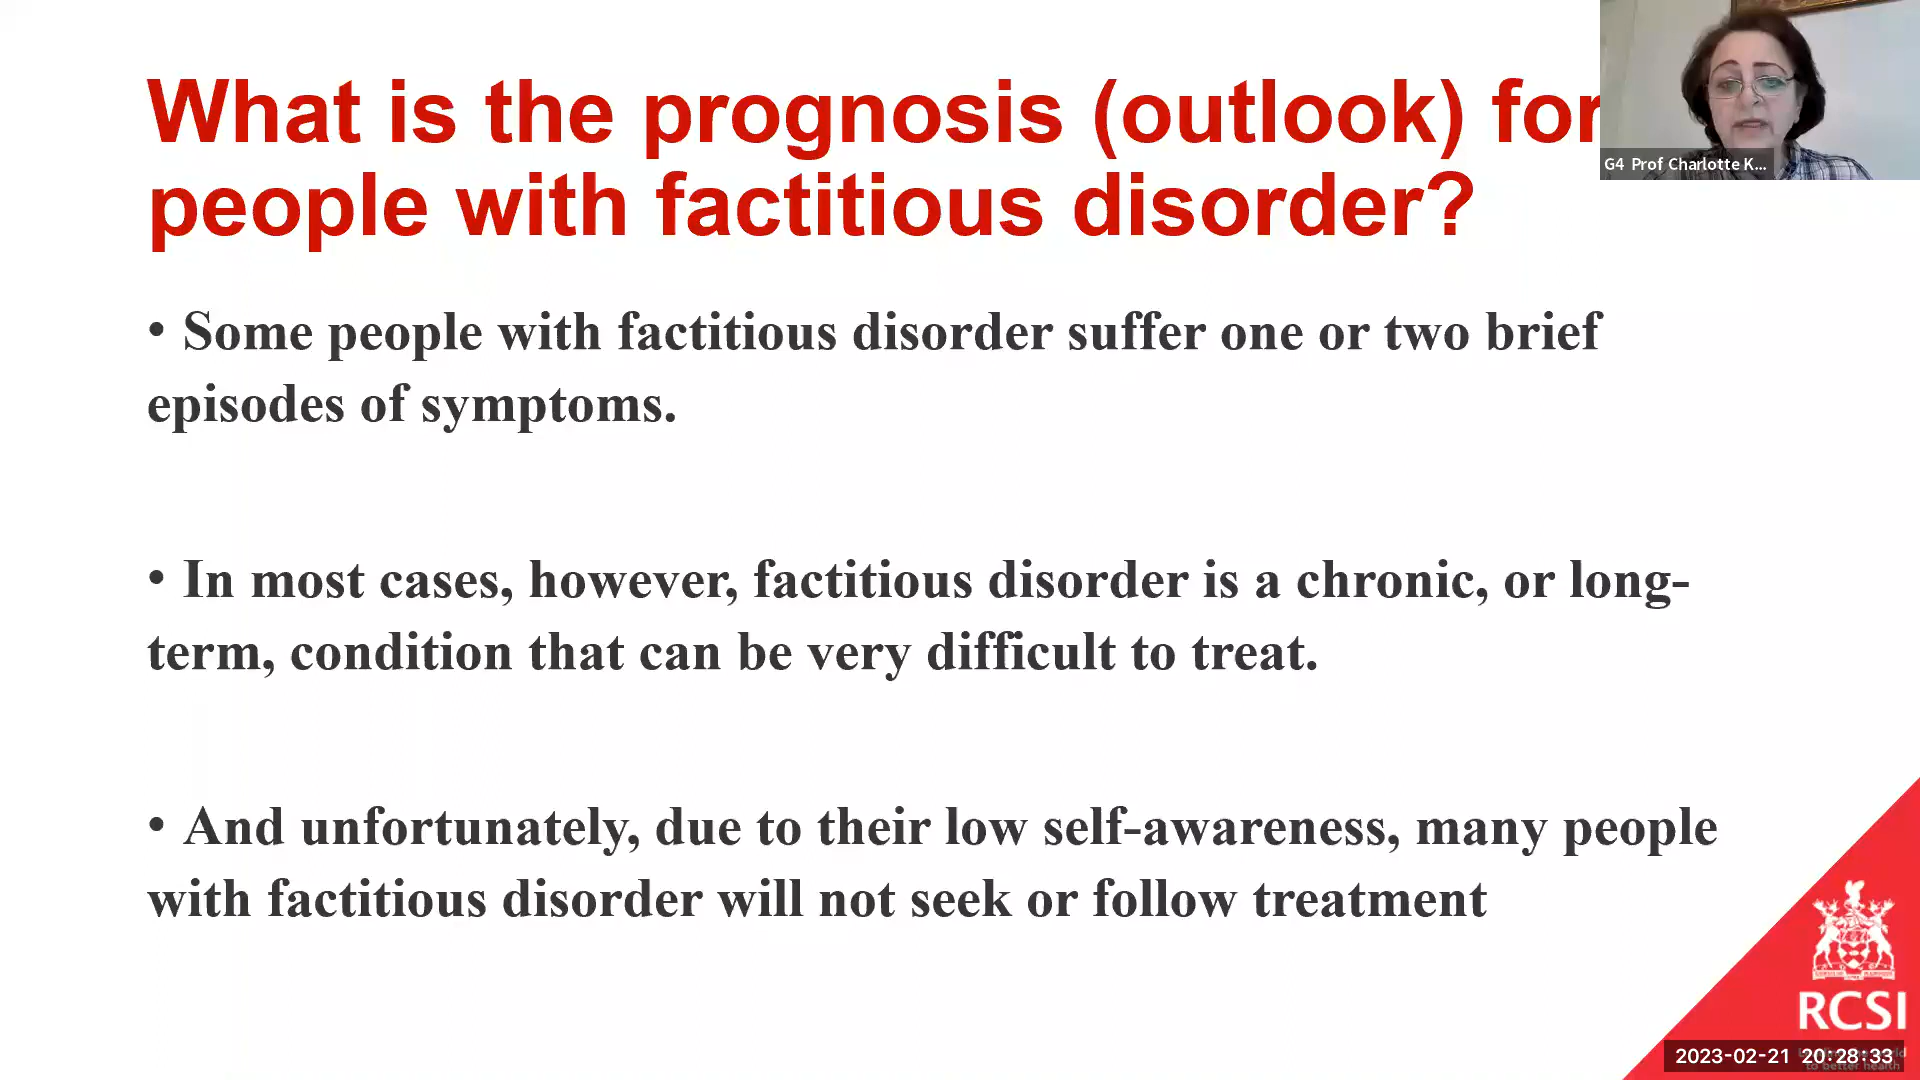 What is the prognosis (outlook) for
people with factitious disorder?
G4 Prof Charlotte K...
• Some people with factitious disorder suffer one or two brief
episodes of symptoms.
• In most cases, however, factitious disorder is a chronic, or long-
term, condition that can be very difficult to treat.
• And unfortunately, due to their low self-awareness, many people
with factitious disorder will not seek or follow treatment
RCSI
2023-02-21 20:28:33
to better health